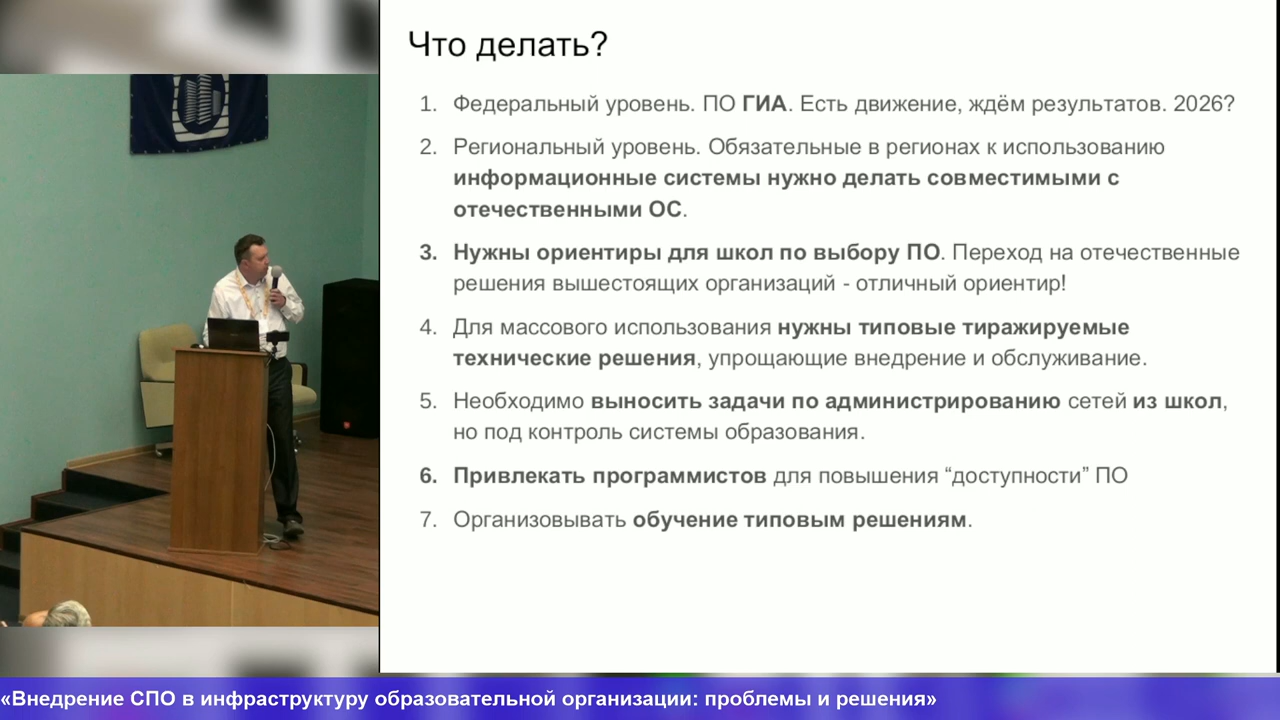 Что делать?
1. Федеральный уровень. ПО ГИА. Есть движение, ждём результатов. 2026?
2. Региональный уровень. Обязательные в регионах к использованию
информационные системы нужно делать совместимыми с
отечественными ОС.
3. Нужны ориентиры для школ по выбору ПО. Переход на отечественные
решения вышестоящих организаций - отличный ориентир!
4. Для массового использования нужны типовые тиражируемые
технические решения, упрощающие внедрение и обслуживание.
5. Необходимо выносить задачи по администрированию сетей из школ,
но под контроль системы образования.
6. Привлекать программистов для повышения “доступности” ПО
7. Организовывать обучение типовым решениям.
«Внедрение СПО в инфраструктуру образовательной организации: проблемы и решения»